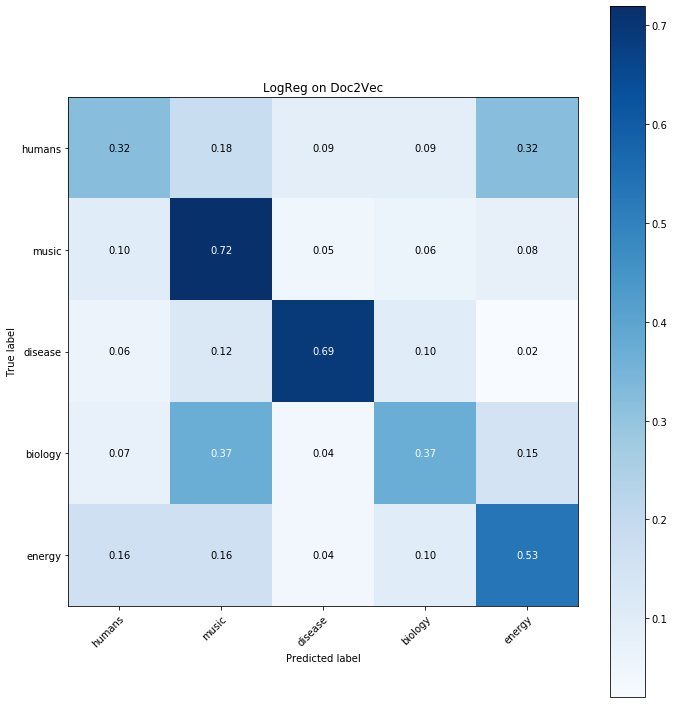 LogReg on Doc2Vec
humans 0.32 0.18 0.09 0.09 0.32
music 0.10 0.72 0.05 0.06 0.08
disease 0.06 0.12 0.69 0.10 0.02
biology 0.07 0.37 0.04 0.37 0.15
energy 0.16 0.16 0.04 0.10 0.53
humans music disease biology energy
True label
Predicted label
0.7
0.6
0.5
0.4
0.3
0.2
0.1